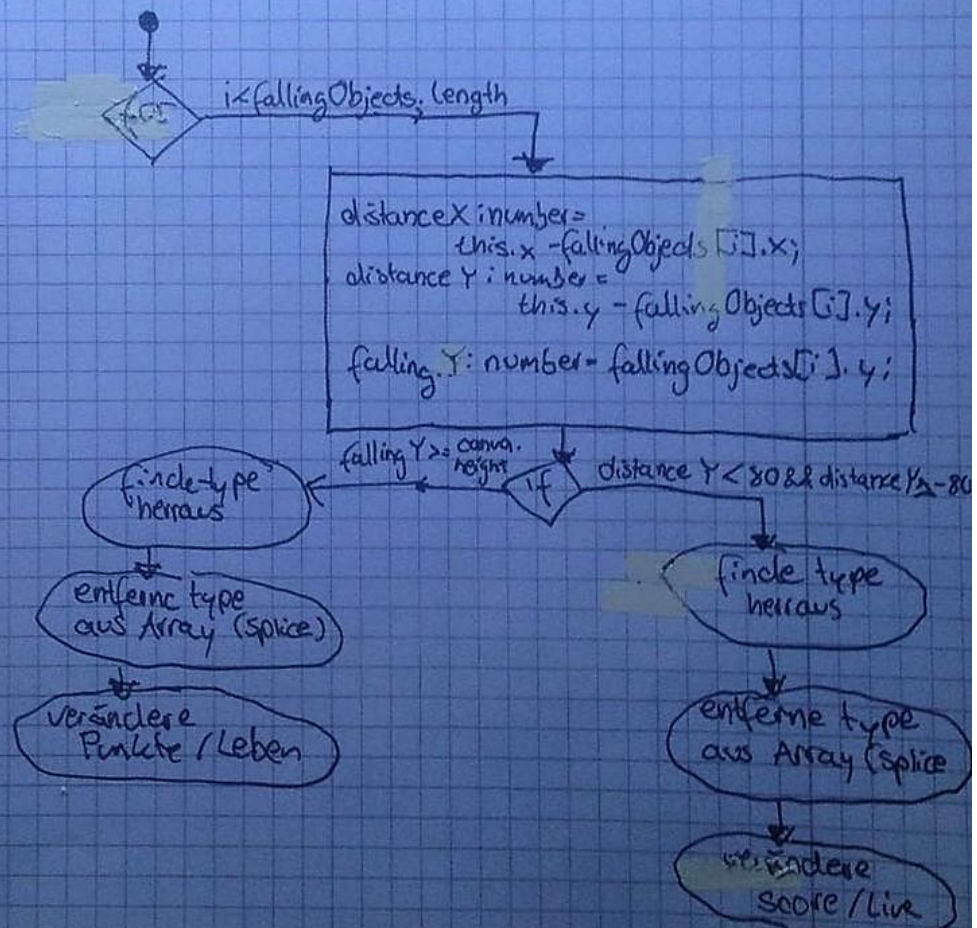 for
i<fallingObjects.length
distanceX:number=
this.x-fallingObjects[i].x;
distanceY:number=
this.y-fallingObjects[i].y;
fallingY:number=fallingObjects[i].y;
fallingY>=canva.
height
if
distanceY<80&&distanceY>-80
finde type
herraus
entferne type
aus Array (splice)
verändere
Punkte/Leben
finde type
herraus
entferne type
aus Array (splice
verändere
score/Live